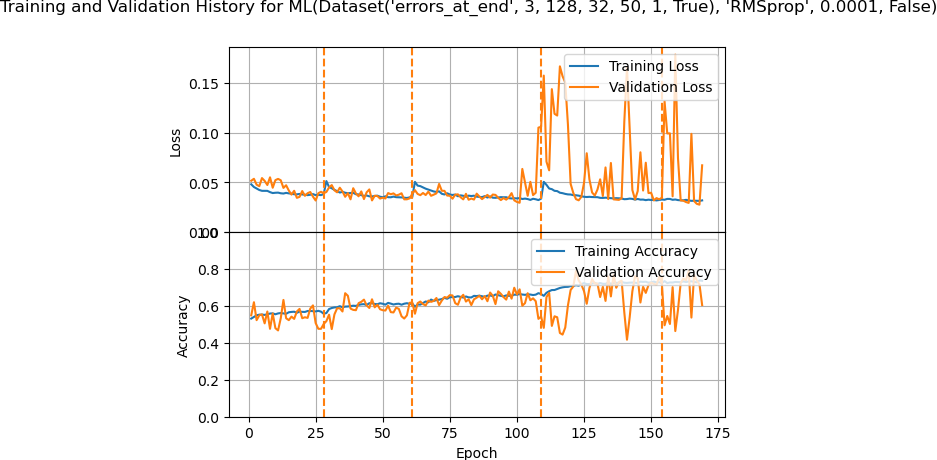 Training and Validation History for ML(Dataset('errors_at_end', 3, 128, 32, 50, 1, True), 'RMSprop', 0.0001, False)
Training Loss
Validation Loss
Loss
0.15
0.10
0.05
0.00
1.0
Training Accuracy
Validation Accuracy
Accuracy
0.8
0.6
0.4
0.2
0.0
0 25 50 75 100 125 150 175
Epoch